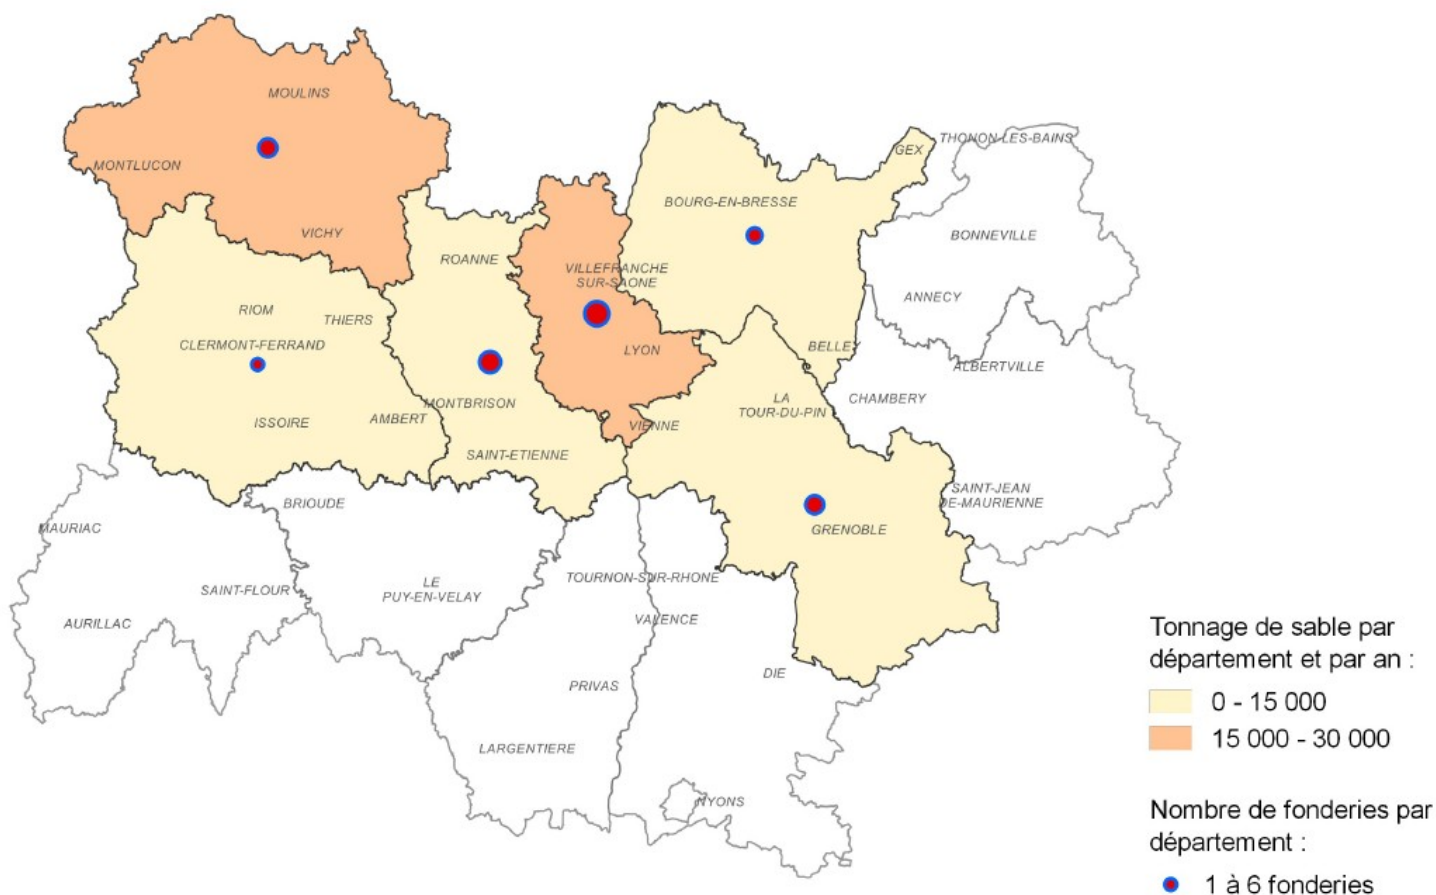 MOULINS
MONTLUCON
VICHY
THONON-LES-BAINS
GEX
BOURG-EN-BRESSE
BONNEVILLE
ROANNE
VILLEFRANCHE
SUR-SAONE
ANNECY
RIOM
THIERS
CLERMONT-FERRAND
LYON
BELLEY
ALBERTVILLE
CHAMBERY
LA
TOUR-DU-PIN
MONTBRISON
ISSOIRE
AMBERT
VIENNE
SAINT-ETIENNE
SAINT-JEAN
DE-MAURIENNE
BRIOUDE
MAURIAC
GRENOBLE
SAINT-FLOUR
LE
PUY-EN-VELAY
TOURNON-SUR-RHONE
AURILLAC
VALENCE
DIE
PRIVAS
LARGENTIERE
NYONS
Tonnage de sable par
département et par an :
0 - 15 000
15 000 - 30 000
Nombre de fonderies par
département :
1 à 6 fonderies